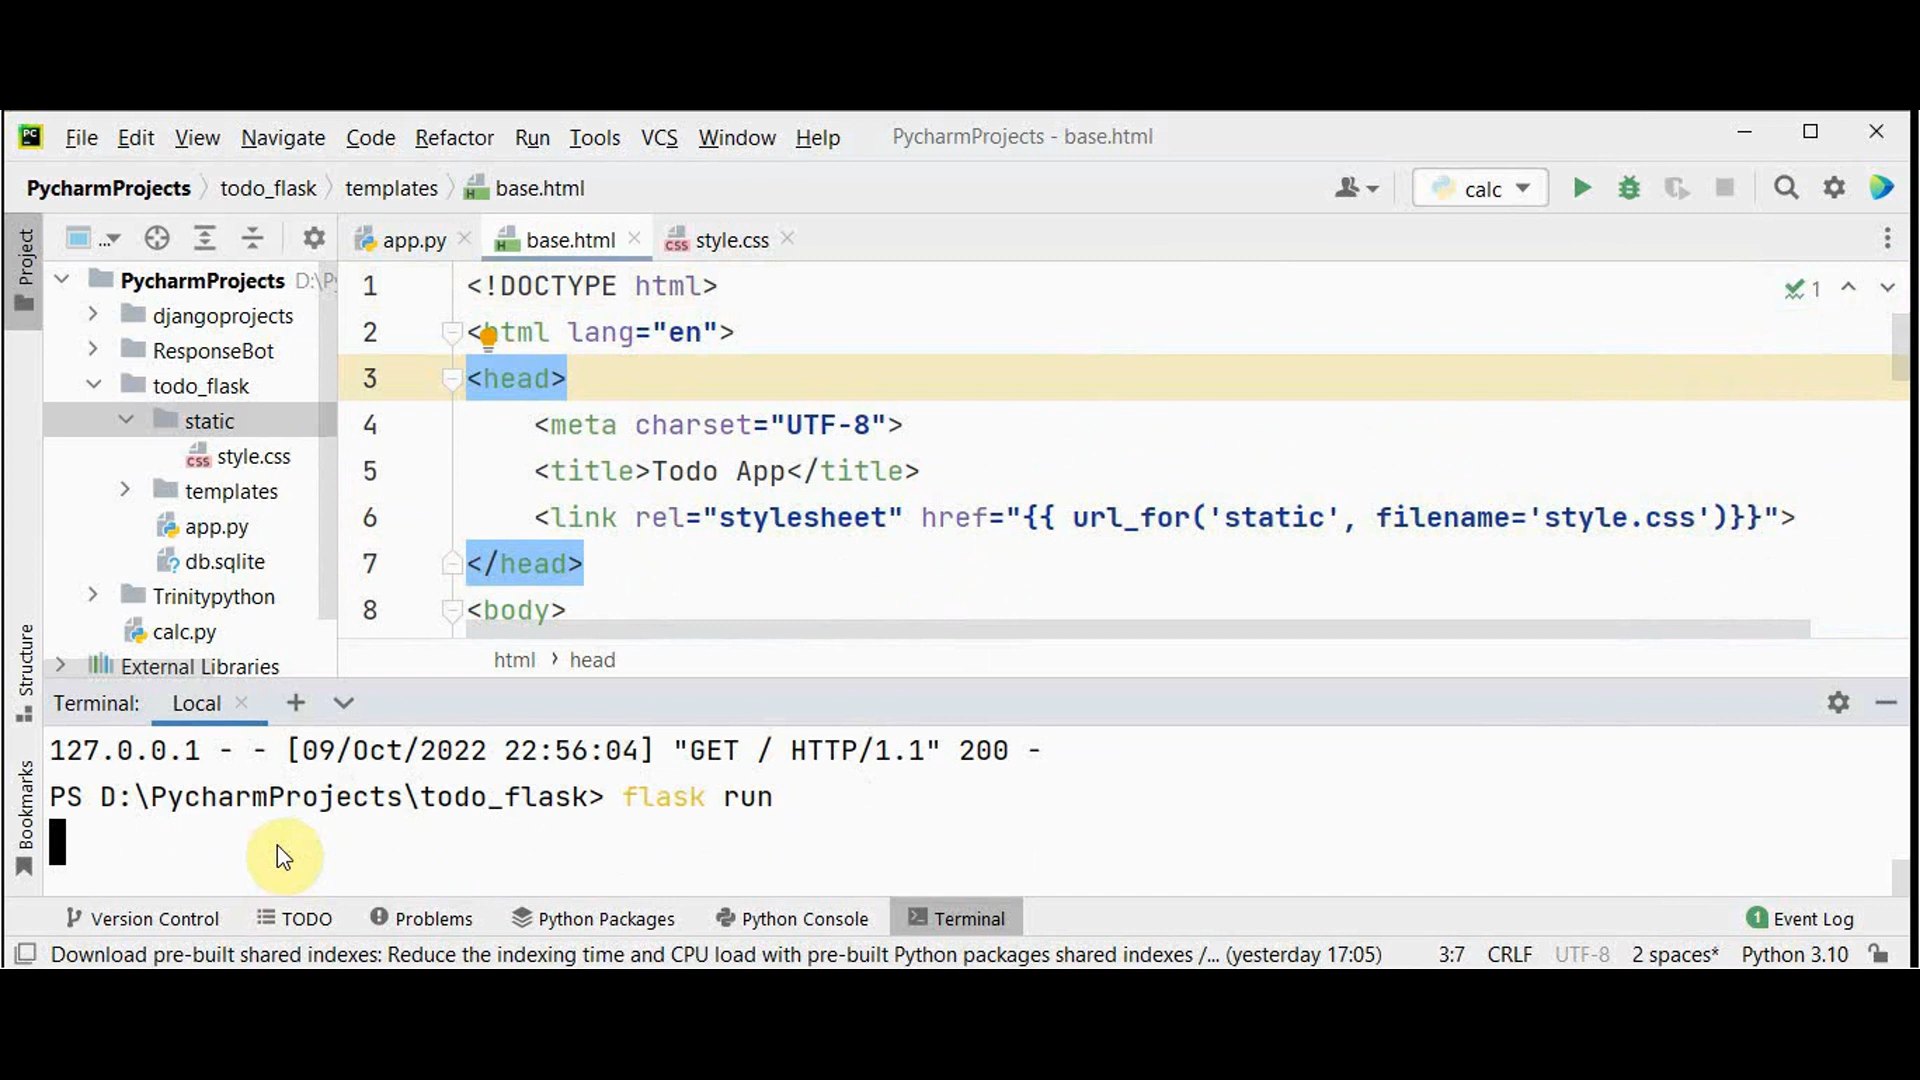 PC File Edit View Navigate Code Refactor Run Tools VCS Window Help PycharmProjects - base.html
PycharmProjects todo_flask templates base.html calc
Project
... app.py base.html CSS style.css
PycharmProjects D:\Py
djangoprojects
ResponseBot
todo_flask
static
CSS style.css
templates
app.py
db.sqlite
Trinitypython
calc.py
External Libraries
1 <!DOCTYPE html>
2 <html lang="en">
3 <head>
4 <meta charset="UTF-8">
5 <title>Todo App</title>
6 <link rel="stylesheet" href="{{ url_for('static', filename='style.css')}}">
7 </head>
8 <body>
1
html › head
Structure
Bookmarks
Terminal: Local
127.0.0.1 - - [09/Oct/2022 22:56:04] "GET / HTTP/1.1" 200 -
PS D:\PycharmProjects\todo_flask> flask run
Version Control TODO Problems Python Packages Python Console Terminal 1 Event Log
Download pre-built shared indexes: Reduce the indexing time and CPU load with pre-built Python packages shared indexes /... (yesterday 17:05) 3:7 CRLF UTF-8 2 spaces* Python 3.10